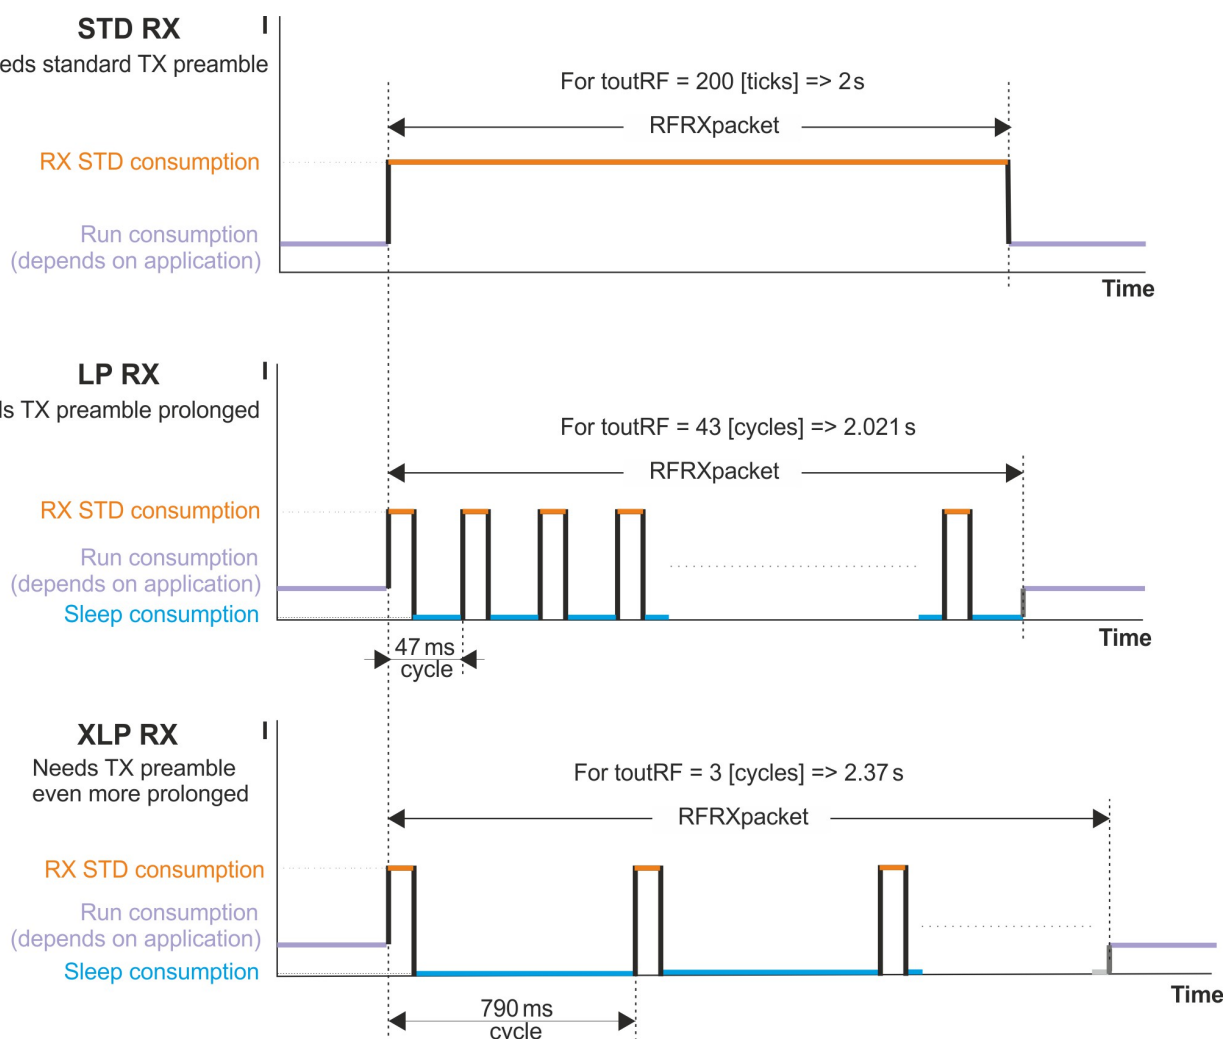 STD RX
I
eds standard TX preamble
For toutRF = 200 [ticks] => 2 s
RFRXpacket
RX STD consumption
Run consumption
(depends on application)
Time
LP RX
I
ls TX preamble prolonged
For toutRF = 43 [cycles] => 2.021 s
RFRXpacket
RX STD consumption
Run consumption
(depends on application)
Sleep consumption
Time
47 ms
cycle
XLP RX
I
Needs TX preamble
even more prolonged
For toutRF = 3 [cycles] => 2.37 s
RFRXpacket
RX STD consumption
Run consumption
(depends on application)
Sleep consumption
Time
790 ms
cycle